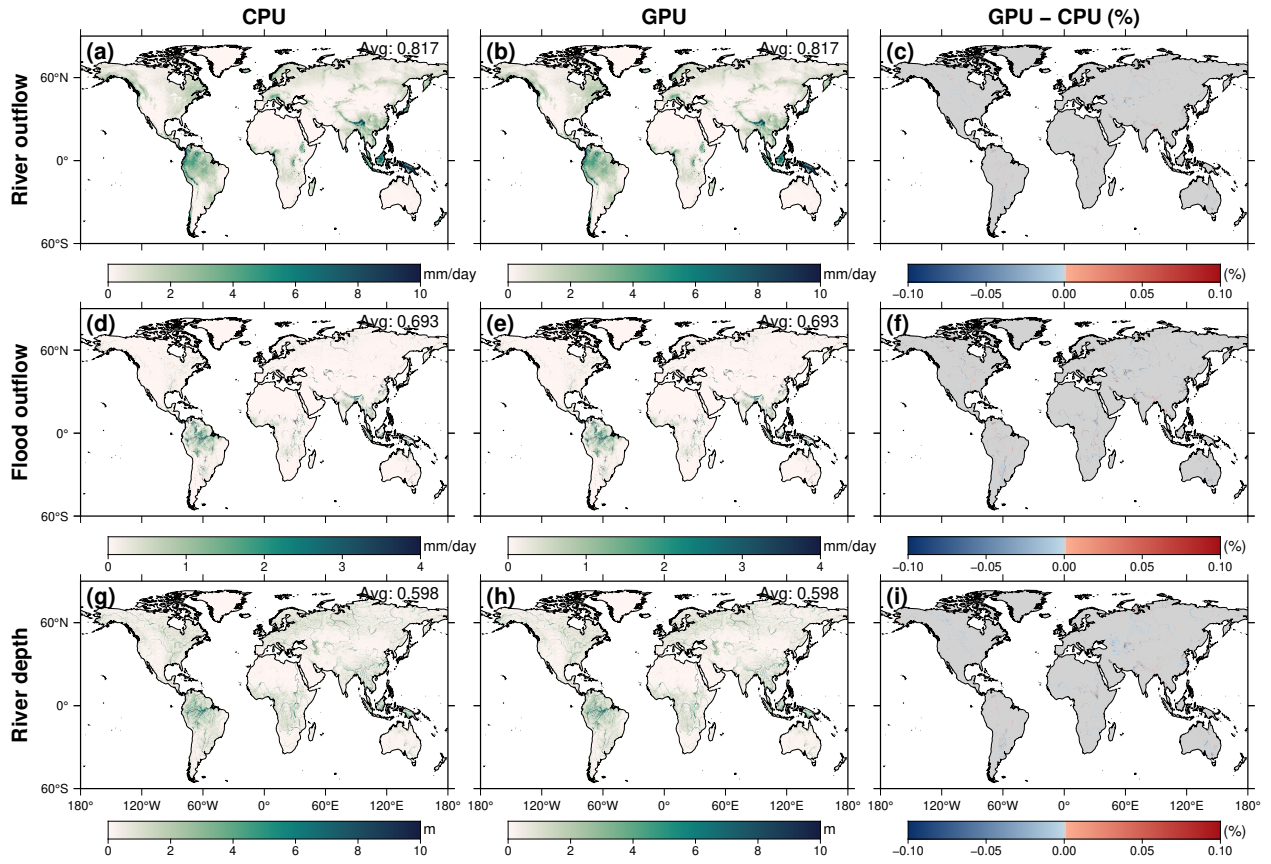 CPU GPU GPU − CPU (%)
River outflow
(a) Avg: 0.817 (b) Avg: 0.817 (c)
60°N
0°
60°S
mm/day mm/day (%)
0 2 4 6 8 10 0 2 4 6 8 10 −0.10 −0.05 0.00 0.05 0.10
Flood outflow
(d) Avg: 0.693 (e) Avg: 0.693 (f)
60°N
0°
60°S
mm/day mm/day (%)
0 1 2 3 4 0 1 2 3 4 −0.10 −0.05 0.00 0.05 0.10
River depth
(g) Avg: 0.598 (h) Avg: 0.598 (i)
60°N
0°
60°S
180° 120°W 60°W 0° 60°E 120°E 180° 180° 120°W 60°W 0° 60°E 120°E 180° 180° 120°W 60°W 0° 60°E 120°E 180°
m m (%)
0 2 4 6 8 10 0 2 4 6 8 10 −0.10 −0.05 0.00 0.05 0.10